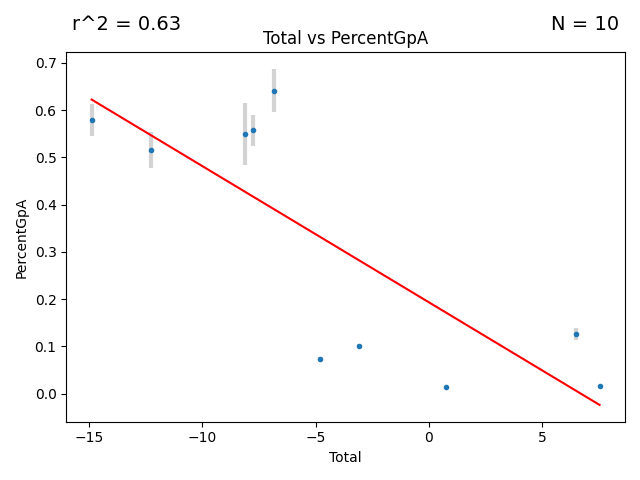 r^2 = 0.63
N = 10
Total vs PercentGpA
0.7
0.6
0.5
0.4
0.3
0.2
0.1
0.0
PercentGpA
−15
−10
−5
0
5
Total